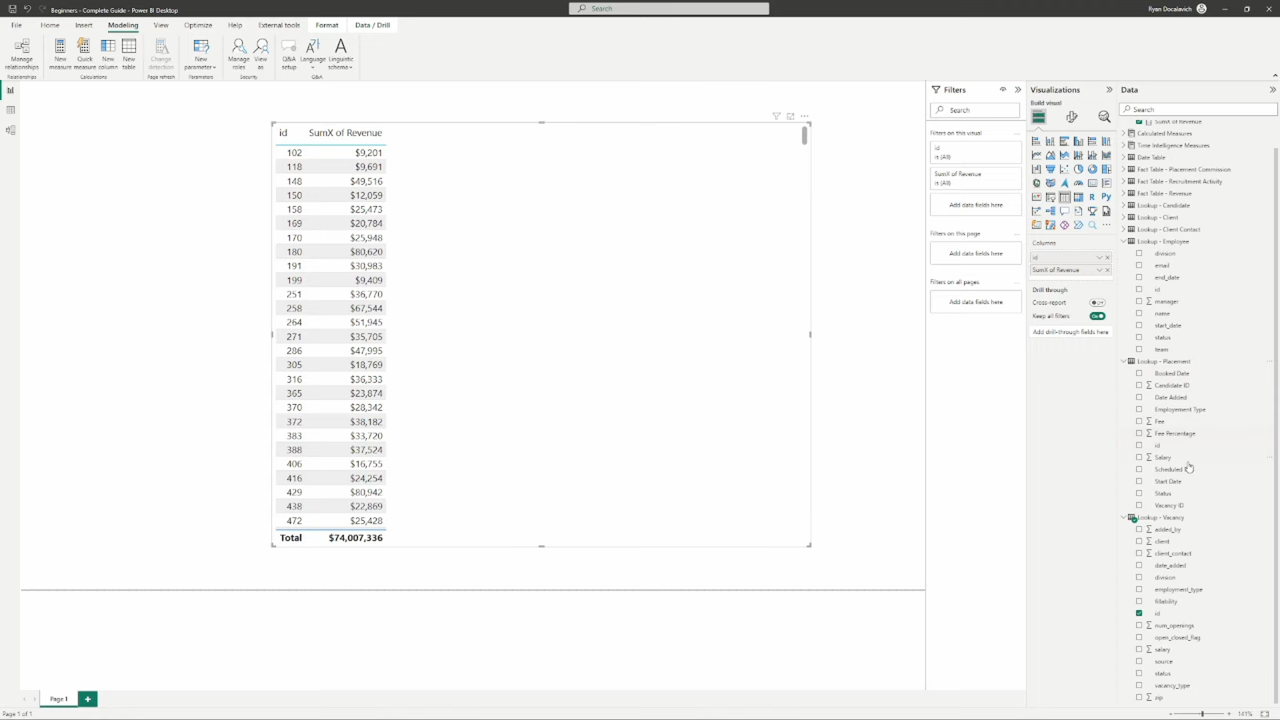 Beginners - Complete Guide - Power BI Desktop
Search
Ryan Docalavich
File
Home
Insert
Modeling
View
Optimize
Help
External tools
Format
Data / Drill
Manage relationships
New measure
Quick measure
New column
New table
Change detection
New parameter
Manage roles
View as
Q&A setup
Language
Linguistic schema
Relationships
Calculations
Page refresh
Parameters
Security
Q&A
id SumX of Revenue
102 $9,201
118 $9,691
148 $49,516
150 $12,059
158 $25,473
169 $20,784
170 $25,948
180 $80,620
191 $30,983
199 $9,409
251 $36,770
258 $67,544
264 $51,945
271 $35,705
286 $47,995
305 $18,769
316 $36,333
365 $23,874
370 $28,342
372 $38,182
383 $33,720
388 $37,524
406 $16,755
416 $24,254
429 $80,942
438 $22,869
472 $25,428
Total $74,007,336
Filters
Search
Filters on this visual
id
is (All)
SumX of Revenue
is (All)
Add data fields here
Filters on this page
Add data fields here
Filters on all pages
Add data fields here
Visualizations
Build visual
Columns
id
SumX of Revenue
Drill through
Cross-report
Off
Keep all filters
On
Add drill-through fields here
Data
Search
SumX of Revenue
Calculated Measures
Time Intelligence Measures
Date Table
Fact Table - Placement Commission
Fact Table - Recruitment Activity
Fact Table - Revenue
Lookup - Candidate
Lookup - Client
Lookup - Client Contact
Lookup - Employee
division
email
end_date
id
manager
name
start_date
status
team
Lookup - Placement
Booked Date
Candidate ID
Date Added
Employement Type
Fee
Fee Percentage
id
Salary
Scheduled
Start Date
Status
Vacancy ID
Lookup - Vacancy
added_by
client
client_contact
date_added
division
employment_type
fillability
id
num_openings
open_closed_flag
salary
source
status
vacancy_type
zip
Page 1
Page 1 of 1
141%